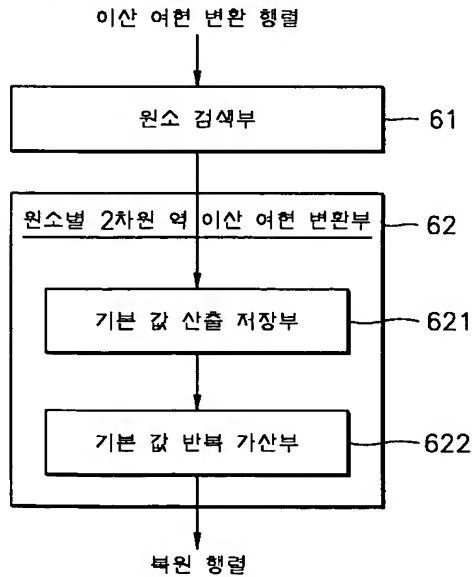 이산 여현 변환 행렬
원소 검색부
61
원소별 2차원 역 이산 여현 변환부
62
기본 값 산출 저장부
621
기본 값 반복 가산부
622
복원 행렬